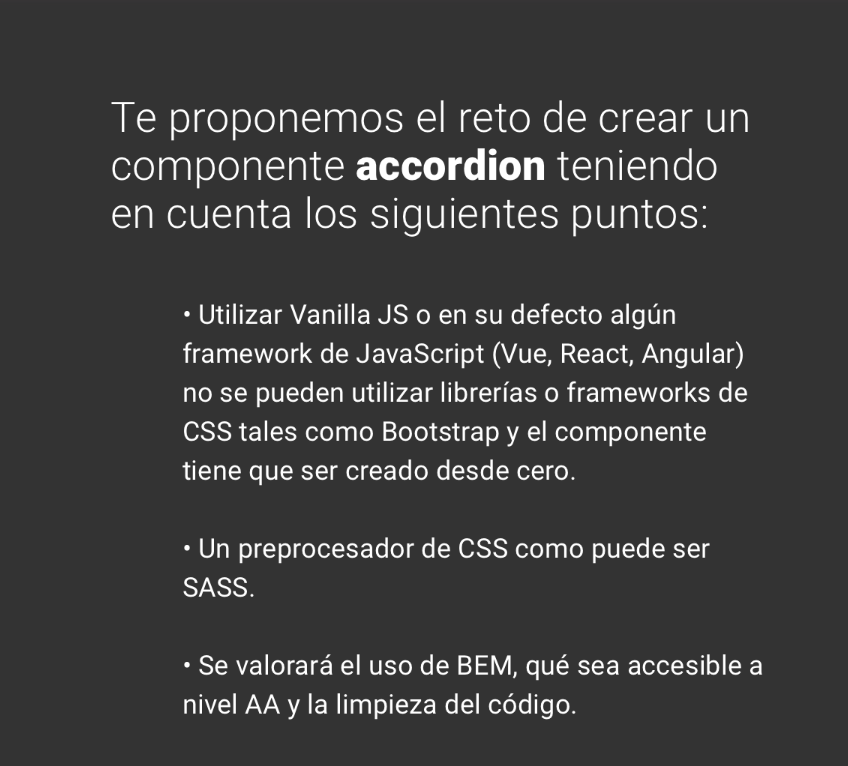 Te proponemos el reto de crear un
componente accordion teniendo
en cuenta los siguientes puntos:
• Utilizar Vanilla JS o en su defecto algún
framework de JavaScript (Vue, React, Angular)
no se pueden utilizar librerías o frameworks de
CSS tales como Bootstrap y el componente
tiene que ser creado desde cero.
• Un preprocesador de CSS como puede ser
SASS.
• Se valorará el uso de BEM, qué sea accesible a
nivel AA y la limpieza del código.